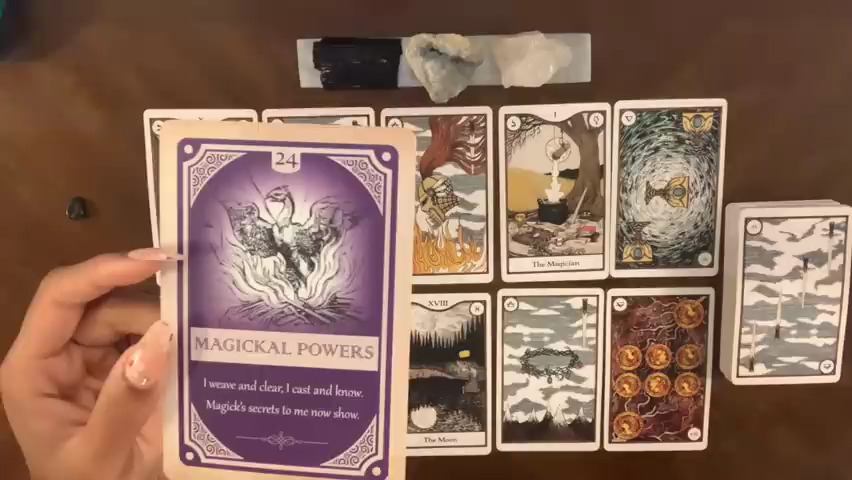 24
MAGICKAL POWERS
I weave and clear, I cast and know.
Magick's secrets to me now show.
I
The Magician
XVIII
The Moon